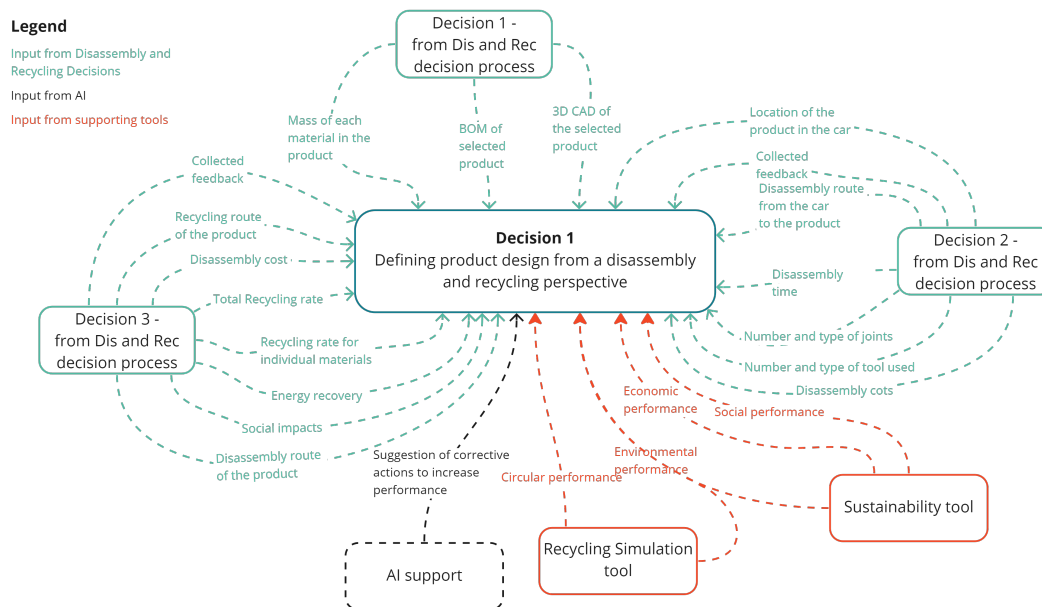 Legend
Input from Disassembly and
Recycling Decisions
Input from AI
Input from supporting tools
Decision 1 -
from Dis and Rec
decision process
Mass of each
material in the
product
BOM of
selected
product
3D CAD of
the selected
product
Location of the
product in the car
Collected
feedback
Disassembly route
from the car
to the product
Collected
feedback
Recycling route
of the product
Disassembly cost
Total Recycling rate
Decision 1
Defining product design from a disassembly
and recycling perspective
Decision 2 -
from Dis and Rec
decision process
Disassembly
time
Number and type of joints
Number and type of tool used
Disassembly cots
Decision 3 -
from Dis and Rec
decision process
Recycling rate for
individual materials
Energy recovery
Social impacts
Disassembly route
of the product
Suggestion of corrective
actions to increase
performance
Economic
performance
Social performance
Environmental
performance
Circular performance
AI support
Recycling Simulation
tool
Sustainability tool